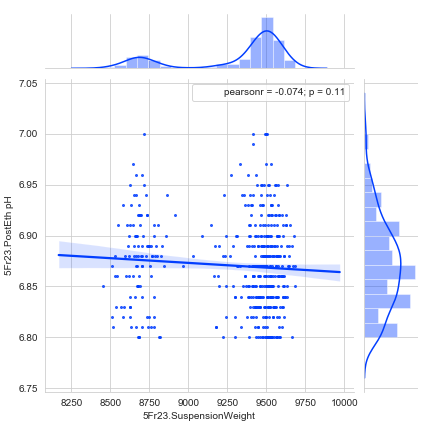 pearsonr = -0.074; p = 0.11
7.05
7.00
6.95
6.90
6.85
6.80
6.75
5Fr23.PostEth pH
8250 8500 8750 9000 9250 9500 9750 10000
5Fr23.SuspensionWeight